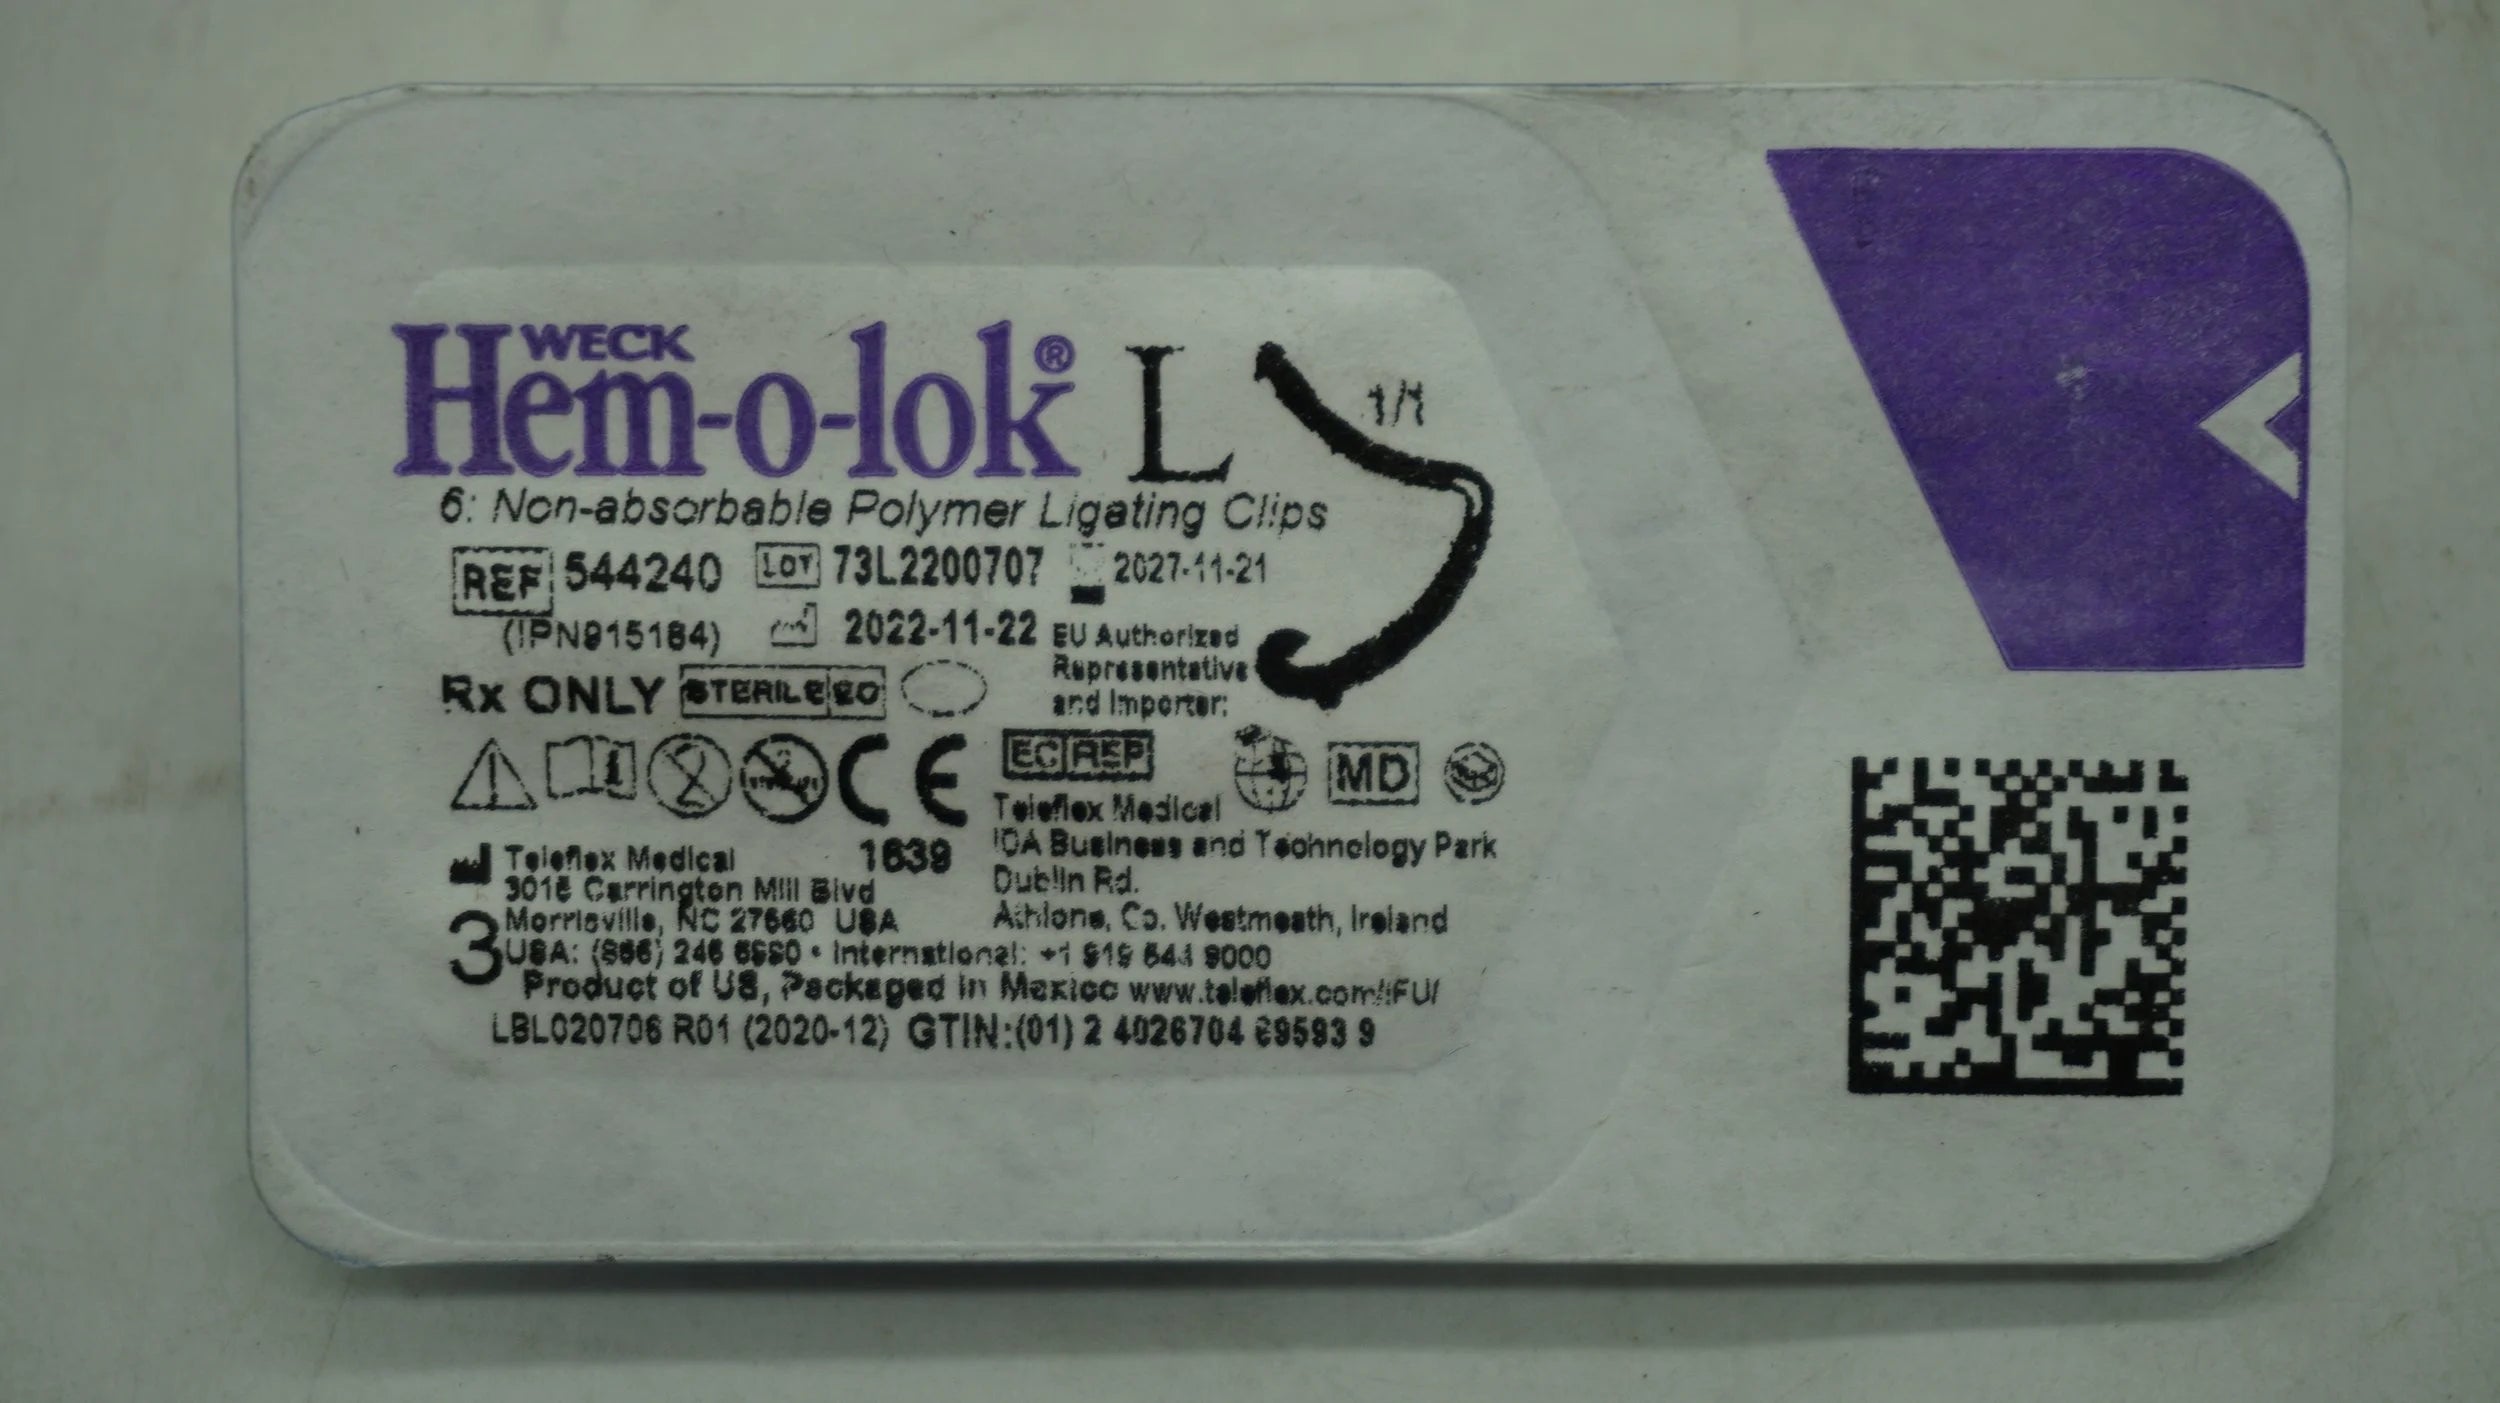 WECK
Hem-o-lok® L 1/1
6: Non-absorbable Polymer Ligating Clips
REF 544240 LOT 73L2200707 2027-11-21
(IPN915184) 2022-11-22
EU Authorized
Representative
and Importer:
Rx ONLY STERILE EO
EC REP MD
CE
1639
Teleflex Medical
IDA Business and Technology Park
Dublin Rd.
Athlone, Co. Westmeath, Ireland
Teleflex Medical
3015 Carrington Mill Blvd
Morrisville, NC 27560 USA
3
USA: (866) 246 6990 • International: +1 919 544 8000
Product of US, Packaged in Mexico www.teleflex.com/IFU/
LBL020706 R01 (2020-12) GTIN:(01) 2 4026704 69593 9